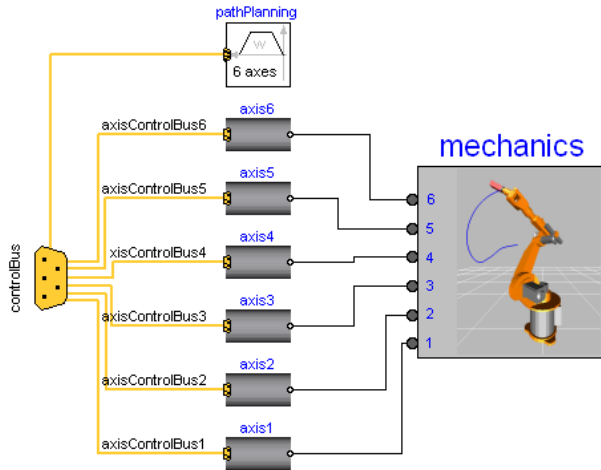 pathPlanning
w
6 axes
axis6
axisControlBus6
mechanics
axis5
axisControlBus5
6
5
axis4
xisControlBus4
4
controlBus
axis3
3
axisControlBus3
2
axis2
1
axisControlBus2
axis1
axisControlBus1